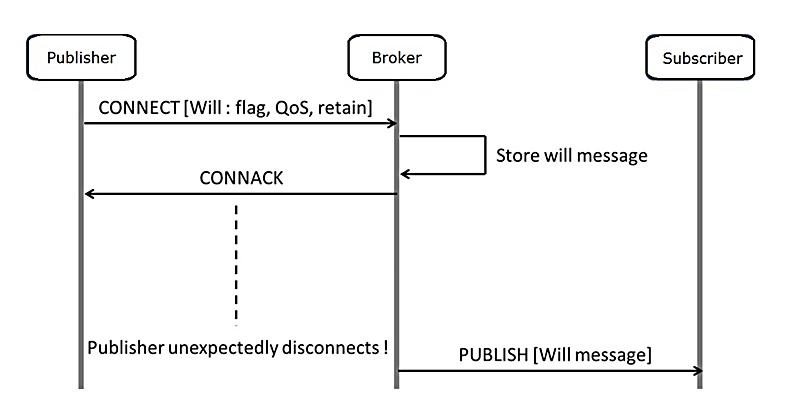 Publisher
Broker
Subscriber
CONNECT [Will : flag, QoS, retain]
Store will message
CONNACK
Publisher unexpectedly disconnects !
PUBLISH [Will message]